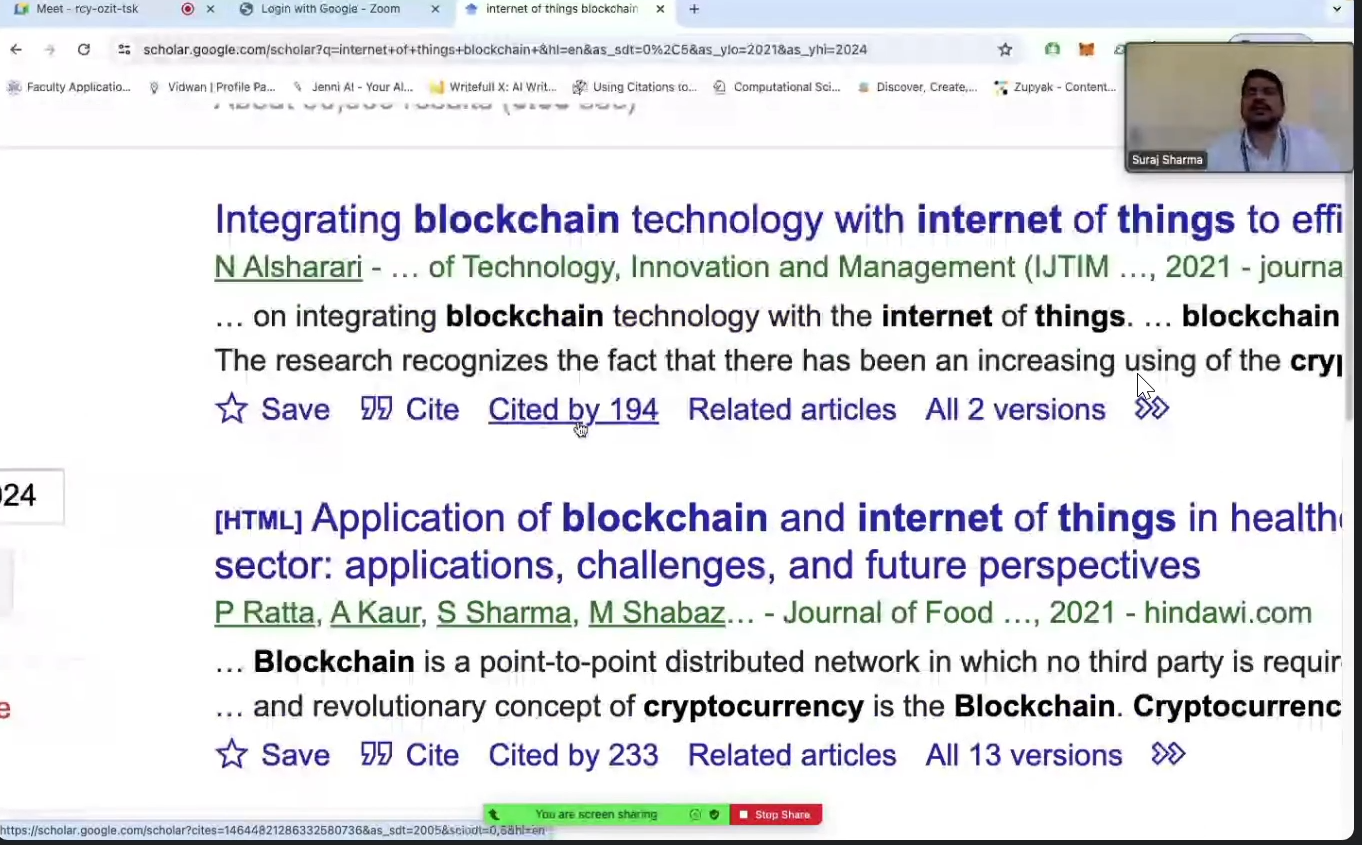 Meet - rcy-ozit-tsk
Login with Google - Zoom
internet of things blockchain
scholar.google.com/scholar?q=internet+of+things+blockchain+&hl=en&as_sdt=0%2C5&as_ylo=2021&as_yhi=2024
Faculty Applicatio...
Vidwan | Profile Pa...
Jenni AI - Your AI...
Writefull X: AI Writ...
Using Citations to...
Computational Sci...
Discover, Create,...
Zupyak - Content...
Suraj Sharma
Integrating blockchain technology with internet of things to effi
N Alsharari - … of Technology, Innovation and Management (IJTIM …, 2021 - journa
… on integrating blockchain technology with the internet of things. … blockchain
The research recognizes the fact that there has been an increasing using of the cryp
Save Cite Cited by 194 Related articles All 2 versions
024
[HTML] Application of blockchain and internet of things in healthc
sector: applications, challenges, and future perspectives
P Ratta, A Kaur, S Sharma, M Shabaz… - Journal of Food …, 2021 - hindawi.com
… Blockchain is a point-to-point distributed network in which no third party is requir
e
… and revolutionary concept of cryptocurrency is the Blockchain. Cryptocurrenc
Save Cite Cited by 233 Related articles All 13 versions
You are screen sharing
Stop Share
https://scholar.google.com/scholar?cites=14644821286332580736&as_sdt=2005&sciodt=0,5&hl=en